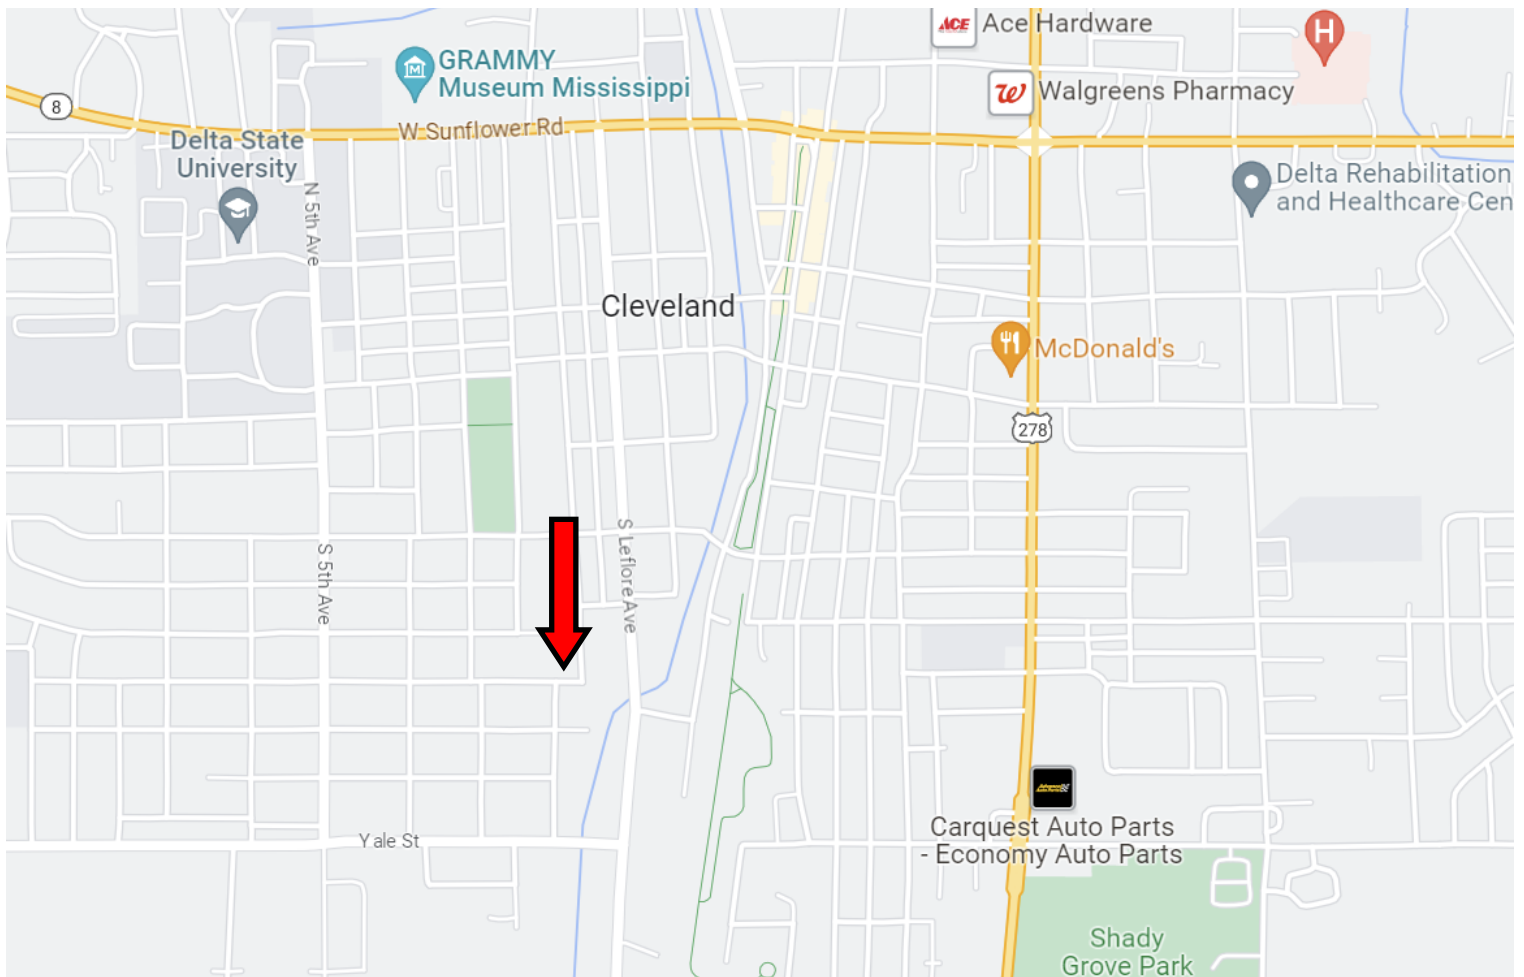 ACE
Ace Hardware
H
GRAMMY
Museum Mississippi
Walgreens Pharmacy
8
W Sunflower Rd
Delta State
University
Delta Rehabilitation
and Healthcare Cen
N 5th Ave
Cleveland
McDonald's
278
S Leflore Ave
S 5th Ave
Carquest Auto Parts
- Economy Auto Parts
Yale St
Shady
Grove Park